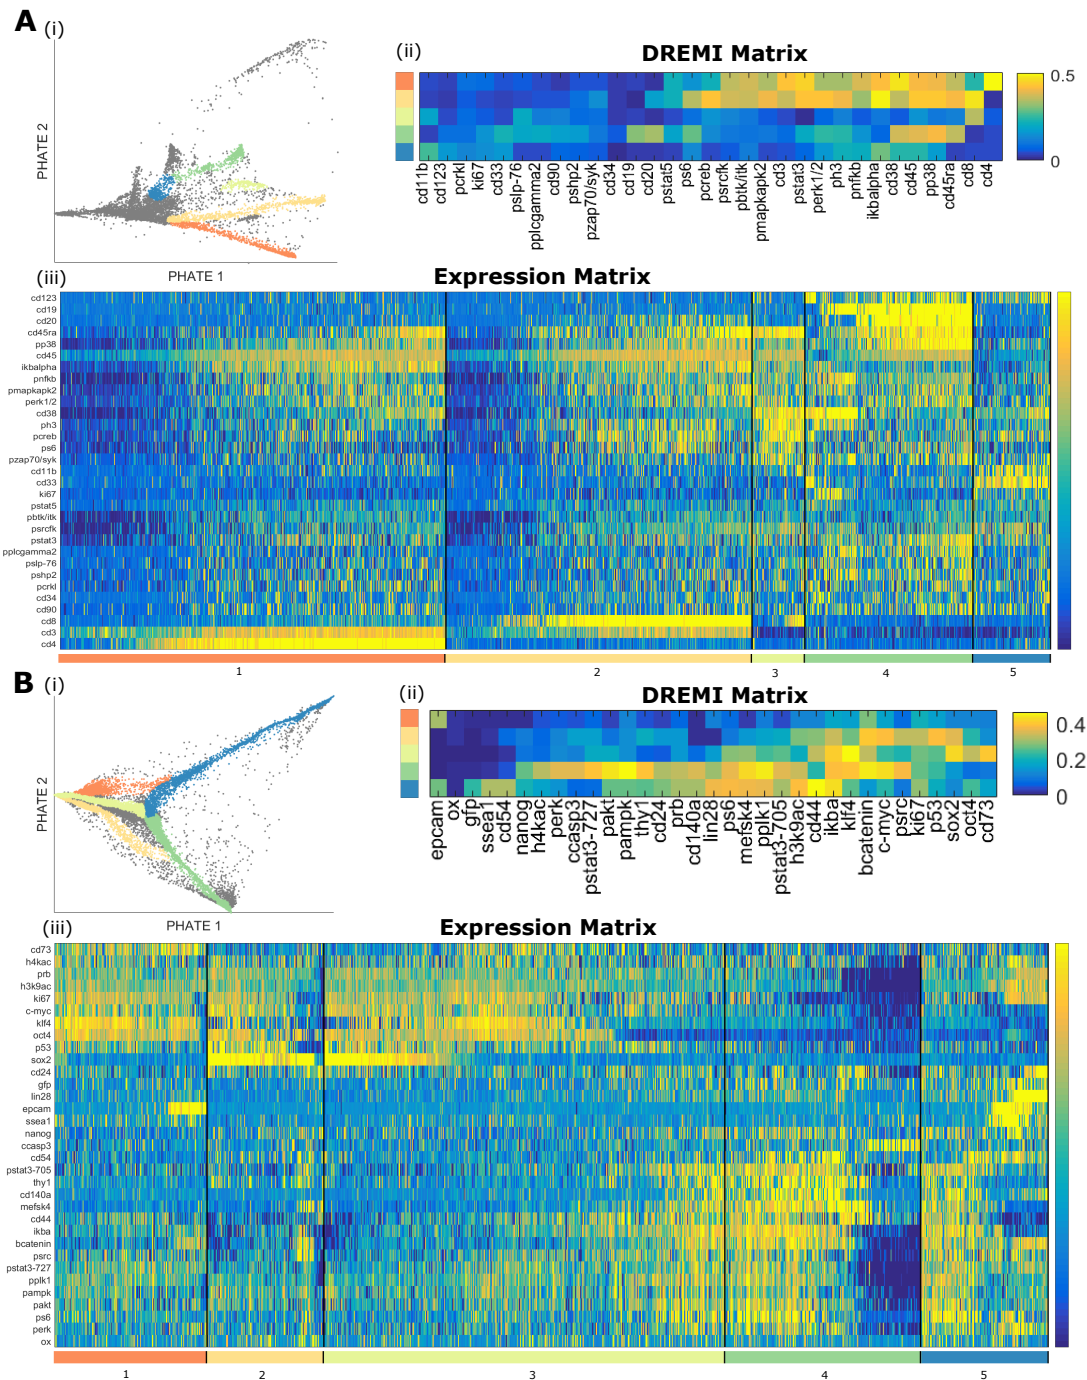 A
(i)
PHATE 2
PHATE 1
(ii)
DREMI Matrix
0.5
0
cd11b
cd123
pcrkl
ki67
cd33
pslp-76
pplcgamma2
cd90
pshp2
pzap70/syk
cd34
cd19
cd20
pstat5
ps6
pcreb
psrcfk
pbtk/itk
pmapkapk2
cd3
pstat3
perk1/2
ph3
pnfkb
ikbalpha
cd38
cd45
pp38
cd45ra
cd8
cd4
(iii)
Expression Matrix
cd123
cd19
cd20
cd45ra
pp38
cd45
ikbalpha
pnfkb
pmapkapk2
perk1/2
cd38
ph3
pcreb
ps6
pzap70/syk
cd11b
cd33
ki67
pstat5
pbtk/itk
psrcfk
pstat3
pplcgamma2
pslp-76
pshp2
pcrkl
cd34
cd90
cd8
cd3
cd4
1 2 3 4 5
B
(i)
PHATE 2
PHATE 1
(ii)
DREMI Matrix
0.4
0.2
0
epcam
ox
gfp
ssea1
cd54
nanog
h4kac
perk
ccasp3
pstat3-727
pakt
pampk
thy1
cd24
prb
cd140a
lin28
ps6
mefsk4
pplk1
pstat3-705
h3k9ac
cd44
ikba
klf4
bcatenin
c-myc
psrc
ki67
p53
sox2
oct4
cd73
(iii)
Expression Matrix
cd73
h4kac
prb
h3k9ac
ki67
c-myc
klf4
oct4
p53
sox2
cd24
gfp
lin28
epcam
ssea1
nanog
ccasp3
cd54
pstat3-705
thy1
cd140a
mefsk4
cd44
ikba
bcatenin
psrc
pstat3-727
pplk1
pampk
pakt
ps6
perk
ox
1 2 3 4 5